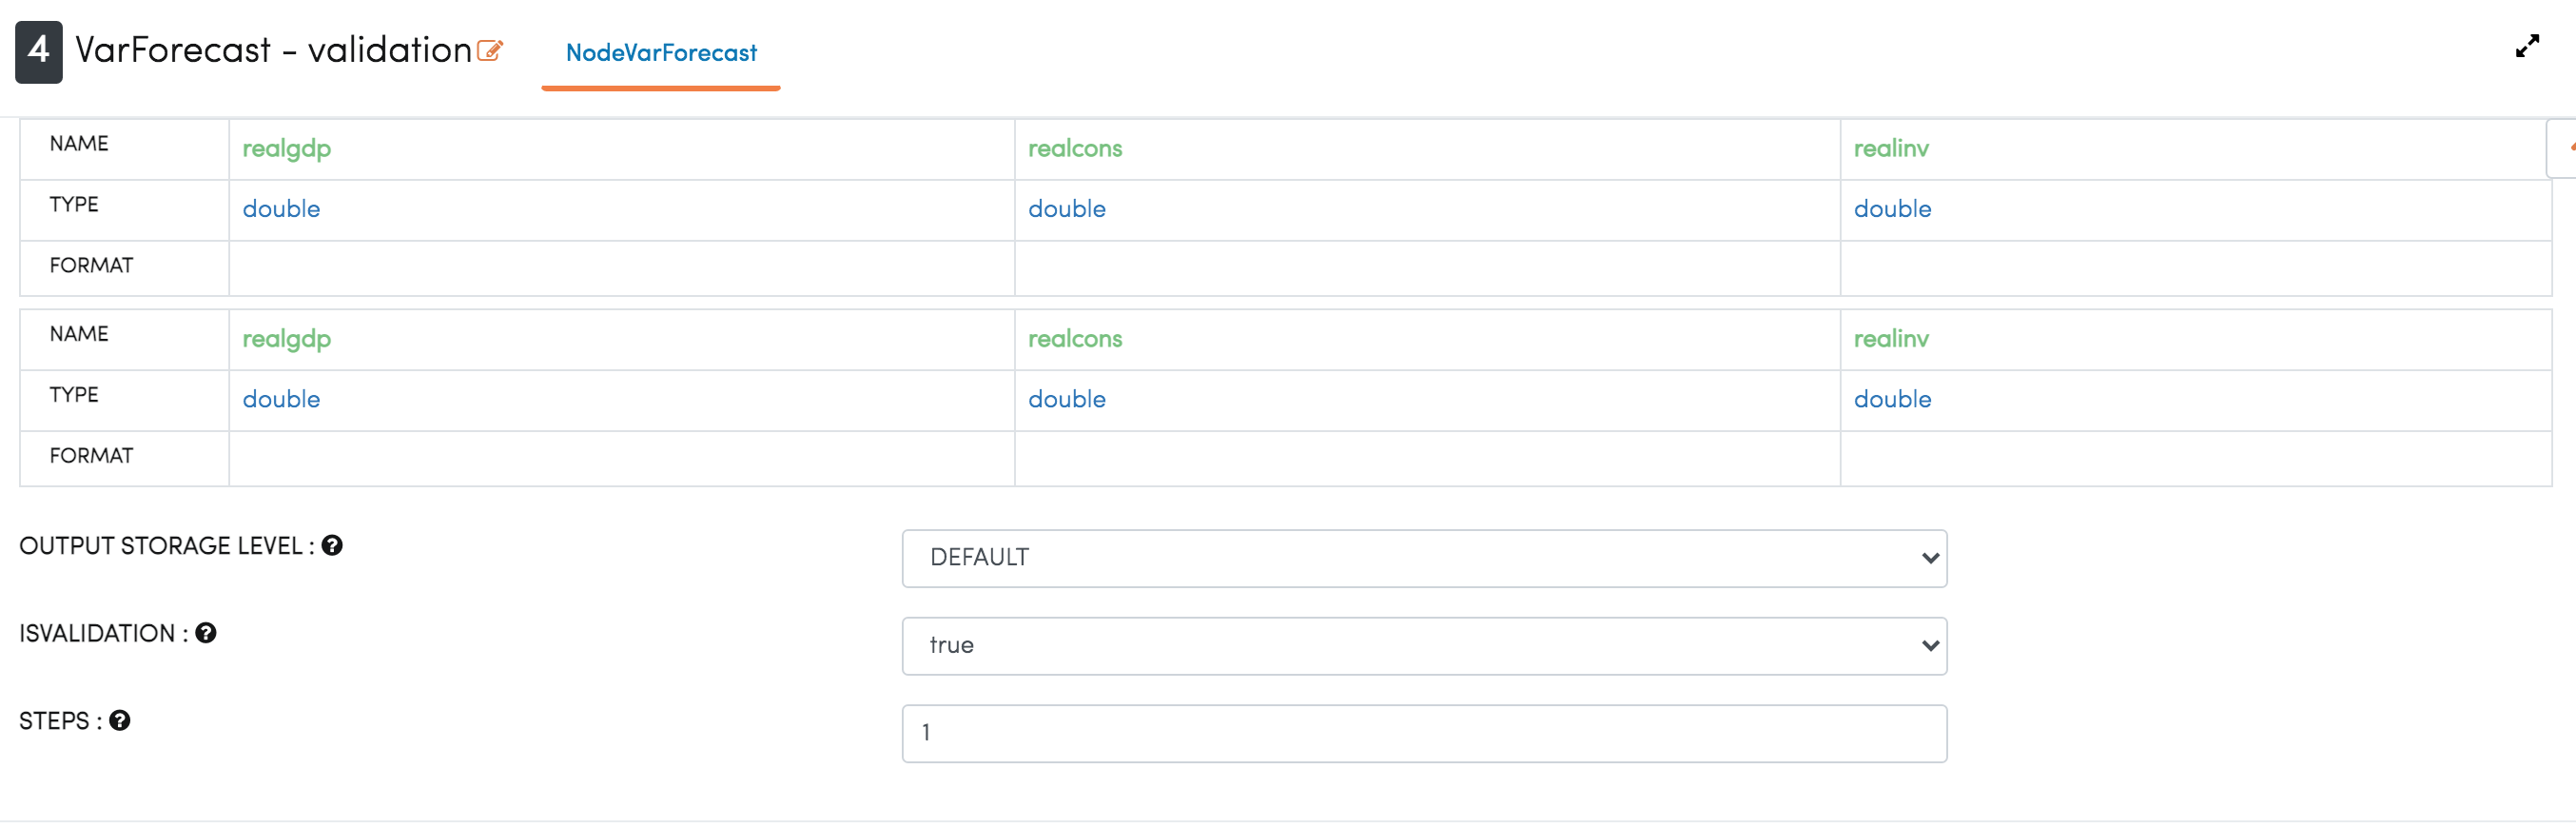 4 VarForecast - validation NodeVarForecast
NAME realgdp realcons realinv
TYPE double double double
FORMAT
NAME realgdp realcons realinv
TYPE double double double
FORMAT
OUTPUT STORAGE LEVEL : ? DEFAULT
ISVALIDATION : ? true
STEPS : ? 1